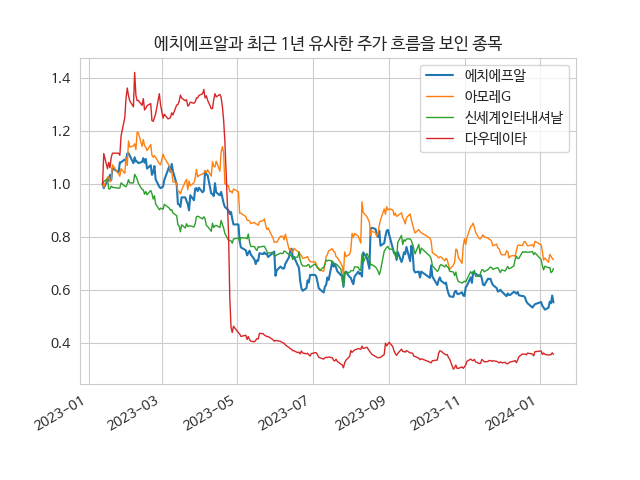 에치에프알과 최근 1년 유사한 주가 흐름을 보인 종목
에치에프알
아모레G
신세계인터내셔날
다우데이타
1.4
1.2
1.0
0.8
0.6
0.4
2023-01
2023-03
2023-05
2023-07
2023-09
2023-11
2024-01